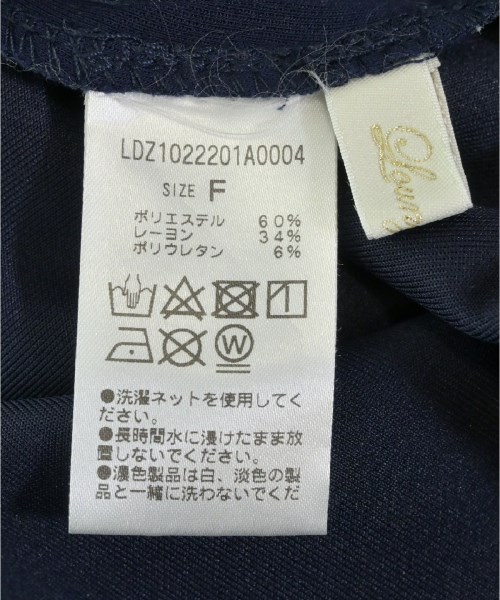 LDZ1022201A0004
SIZE F
ポリエステル 60%
レーヨン 34%
ポリウレタン 6%
W
●洗濯ネットを使用してく
ださい。
●長時間水に浸けたまま放
置しないでください。
●濃色製品は白、淡色の製
品と一緒に洗わないでくだ